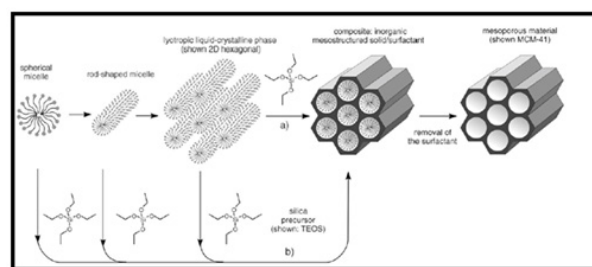 lyotropic liquid-crystalline phase
(shown 2D hexagonal)
composite: inorganic
mesostructured solid/surfactant
mesoporous material
(shown MCM-41)
spherical
micelle
rod-shaped micelle
a)
removal of
the surfactant
silica
precursor
(shown: TEOS)
b)